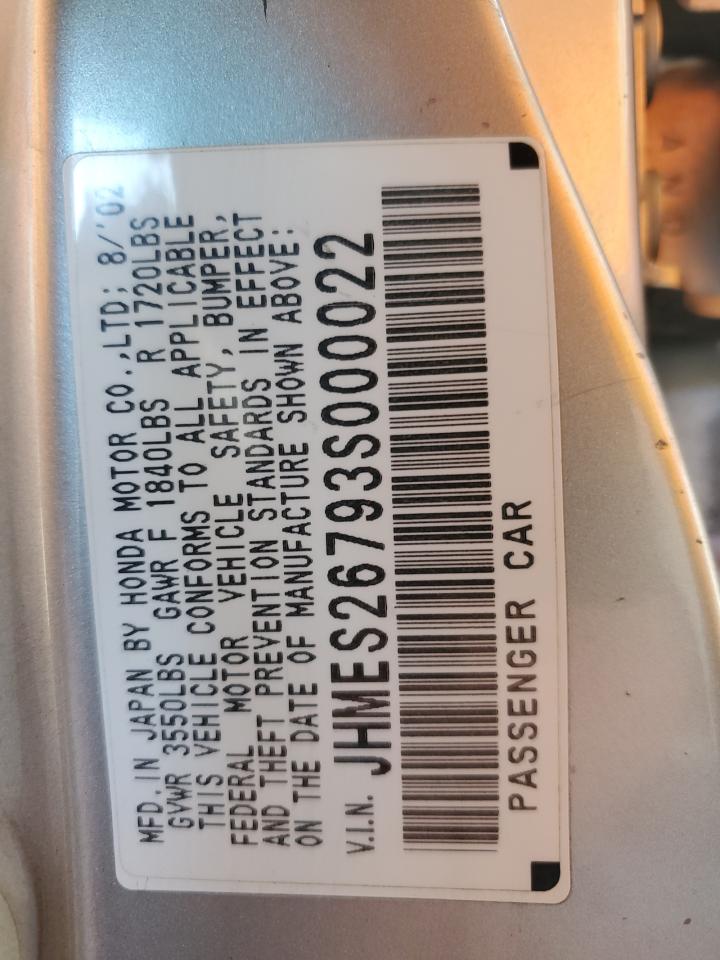 MFD. IN JAPAN BY HONDA MOTOR CO.,LTD; 8/'02
GVWR 3550LBS GAWR F 1840LBS R 1720LBS
THIS VEHICLE CONFORMS TO ALL APPLICABLE
FEDERAL MOTOR VEHICLE SAFETY, BUMPER,
AND THEFT PREVENTION STANDARDS IN EFFECT
ON THE DATE OF MANUFACTURE SHOWN ABOVE:
V.I.N. JHMES26793S000022
PASSENGER CAR